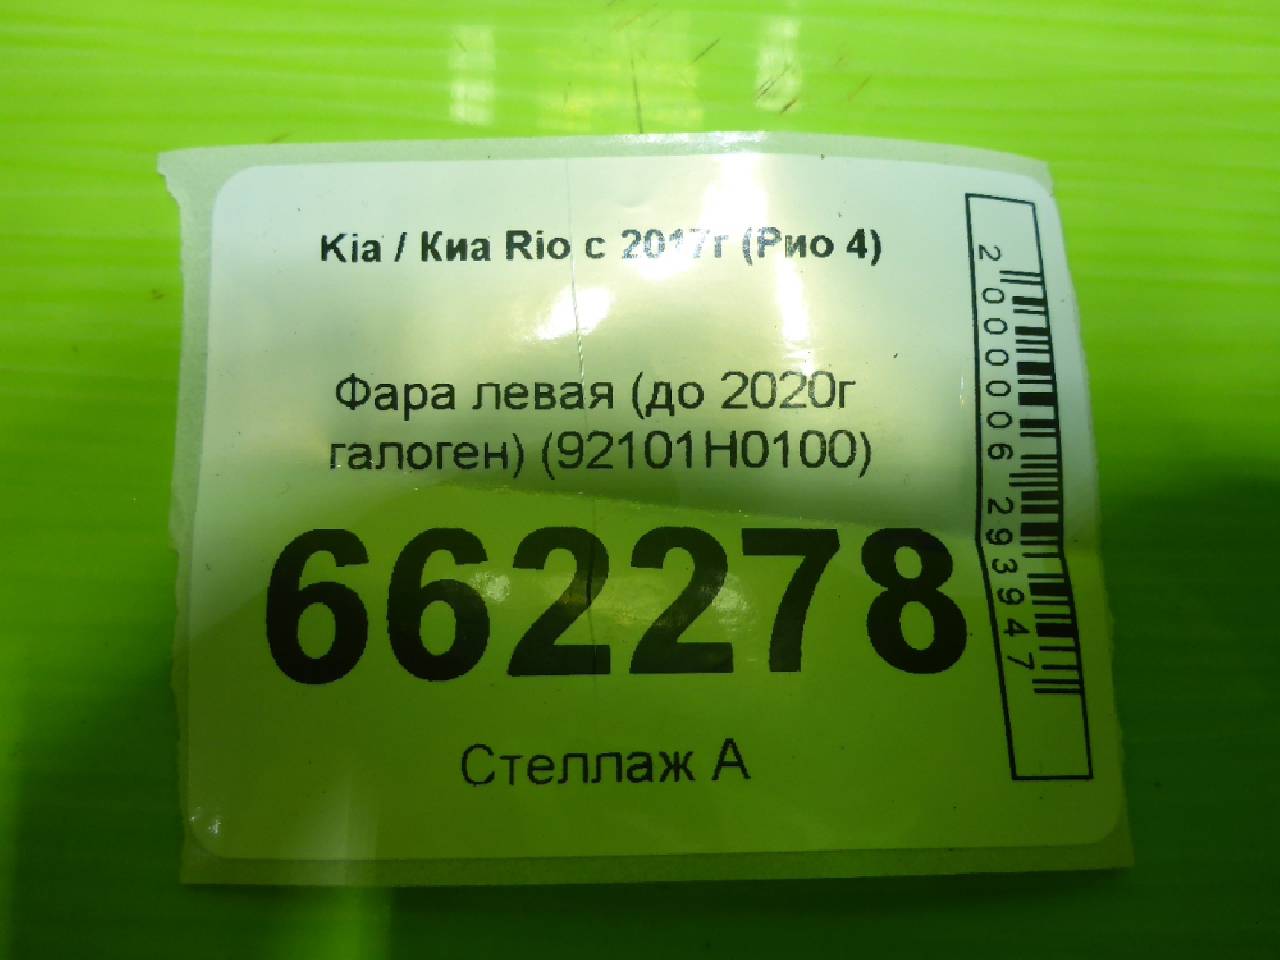 Kia / Киа Rio с 2017г (Рио 4)
Фара левая (до 2020г
галоген) (92101H0100)
662278
Стеллаж А
2000006293947